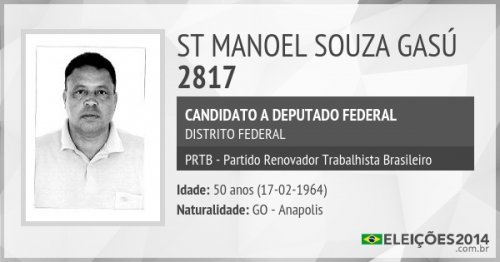 ST MANOEL SOUZA GASÚ
2817
CANDIDATO A DEPUTADO FEDERAL
DISTRITO FEDERAL
PRTB - Partido Renovador Trabalhista Brasileiro
Idade: 50 anos (17-02-1964)
Naturalidade: GO - Anapolis
ELEIÇÕES2014
.com.br